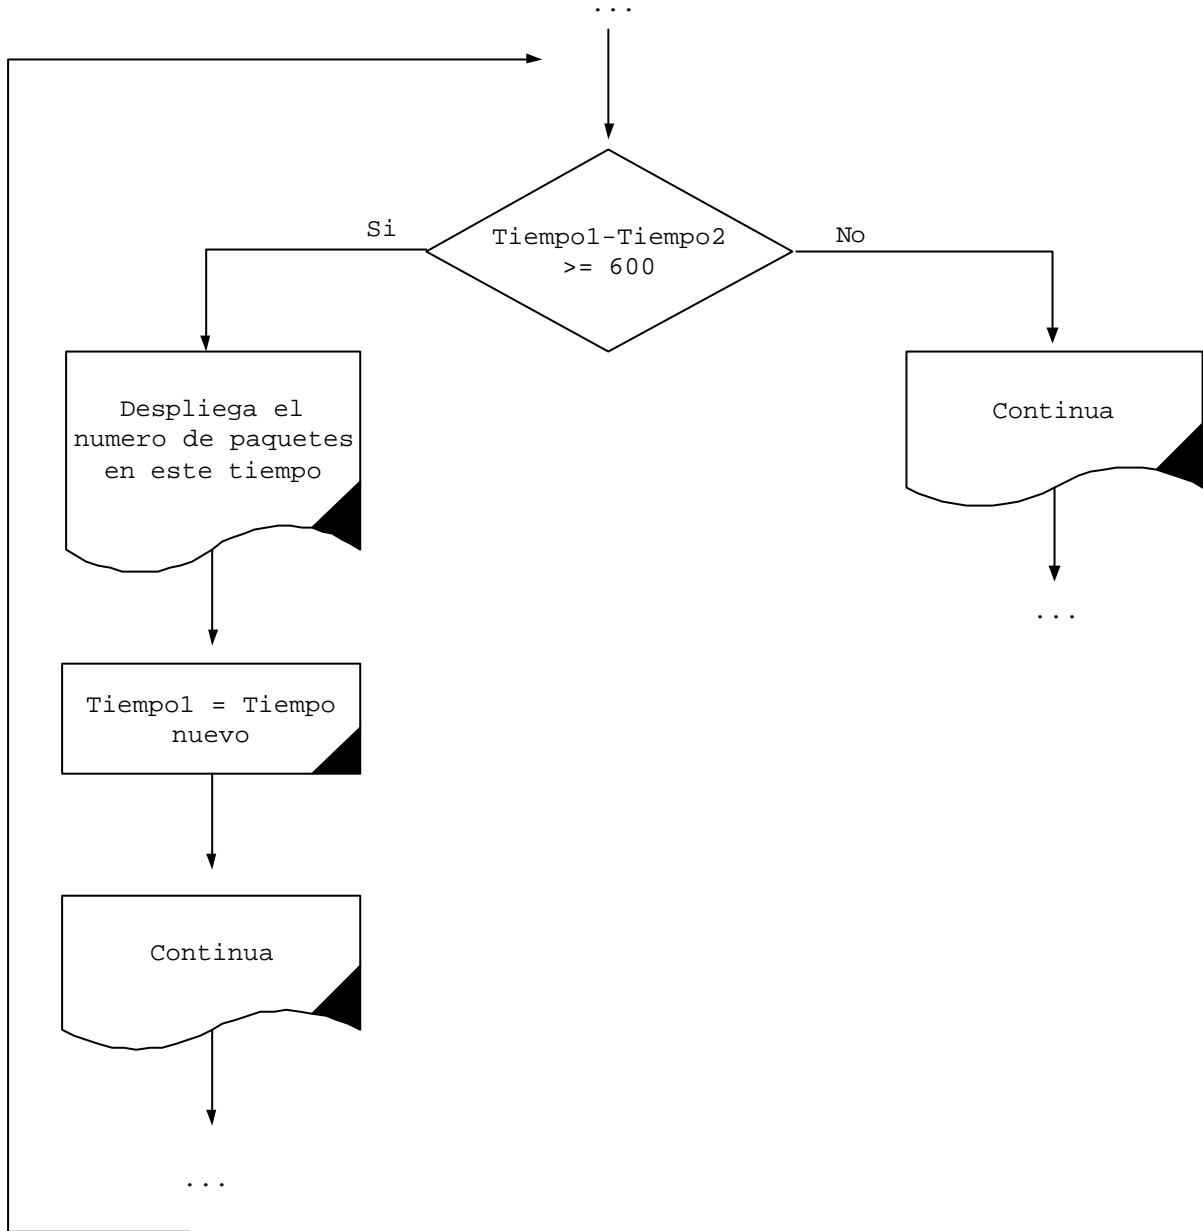 ...
Si
Tiempo1-Tiempo2
>= 600
No
Despliega el
numero de paquetes
en este tiempo
Continua
...
Tiempo1 = Tiempo
nuevo
Continua
...